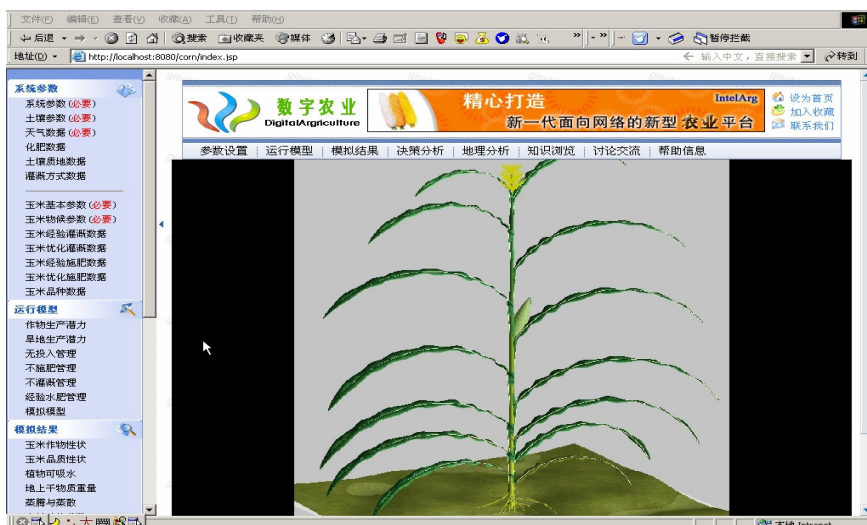 文件(F) 编辑(E) 查看(V) 收藏(A) 工具(T) 帮助(H)
后退 搜索 收藏夹 媒体 暂停拦截
地址(D) http://localhost:8080/corn/index.jsp 输入中文，直接搜索 转到
系统参数
系统参数(必要)
土壤参数(必要)
天气数据(必要)
化肥数据
土壤质地数据
灌溉方式数据
玉米基本参数(必要)
玉米物候参数(必要)
玉米经验灌溉数据
玉米优化灌溉数据
玉米经验施肥数据
玉米优化施肥数据
玉米品种数据
运行模型
作物生产潜力
旱地生产潜力
无投入管理
不施肥管理
不灌溉管理
经验水肥管理
模拟模型
模拟结果
玉米作物性状
玉米品质性状
植物可吸水
地上干物质重量
蒸腾与蒸散
数字农业
DigitalArgriculture
精心打造
IntelArg
新一代面向网络的新型农业平台
设为首页
加入收藏
联系我们
参数设置 | 运行模型 | 模拟结果 | 决策分析 | 地理分析 | 知识浏览 | 讨论交流 | 帮助信息
本地 Intranet